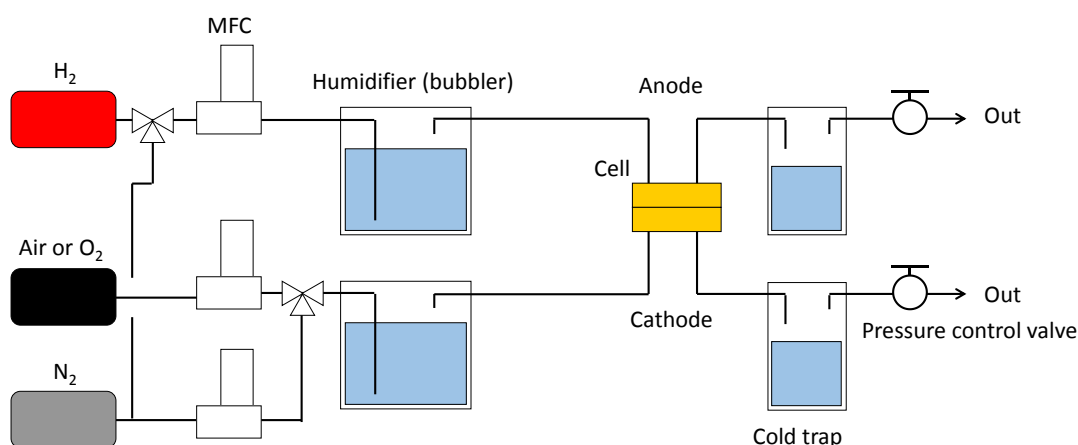 MFC
H₂
Humidifier (bubbler)
Anode
Out
Cell
Air or O₂
Out
Cathode
Pressure control valve
N₂
Cold trap